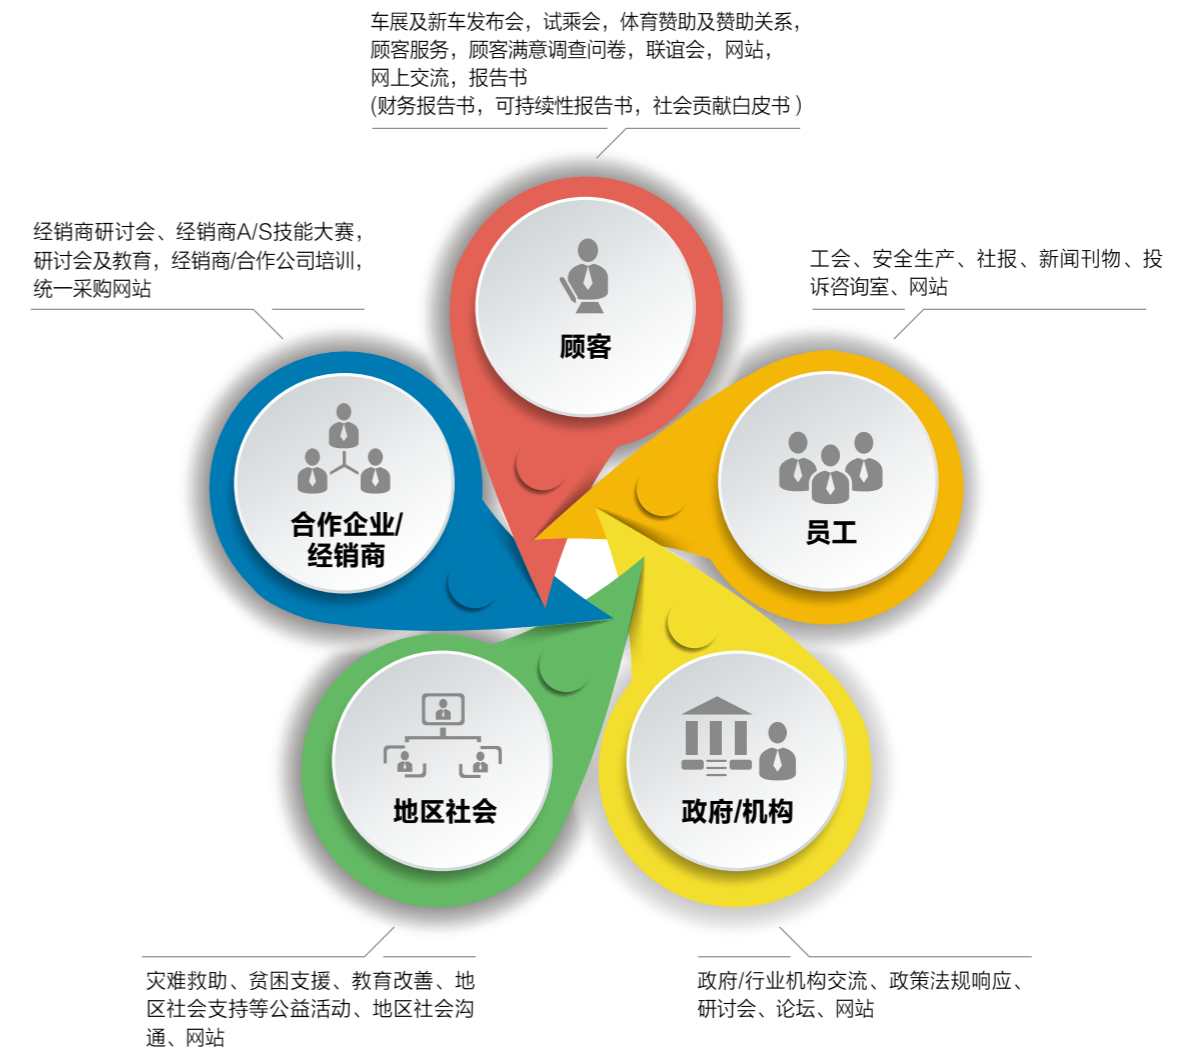 车展及新车发布会，试乘会，体育赞助及赞助关系，
顾客服务，顾客满意调查问卷，联谊会，网站，
网上交流，报告书
(财务报告书，可持续性报告书，社会贡献白皮书 )
经销商研讨会、经销商A/S技能大赛，
研讨会及教育，经销商/合作公司培训，
统一采购网站
工会、安全生产、社报、新闻刊物、投
诉咨询室、网站
顾客
合作企业/
经销商
员工
地区社会
政府/机构
灾难救助、贫困支援、教育改善、地
区社会支持等公益活动、地区社会沟
通、网站
政府/行业机构交流、政策法规响应、
研讨会、论坛、网站